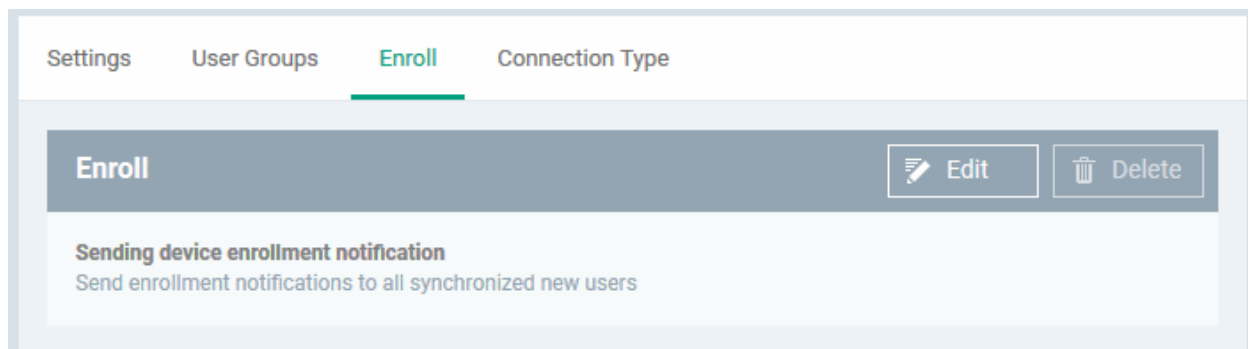 Settings User Groups Enroll Connection Type
Enroll Edit Delete
Sending device enrollment notification
Send enrollment notifications to all synchronized new users